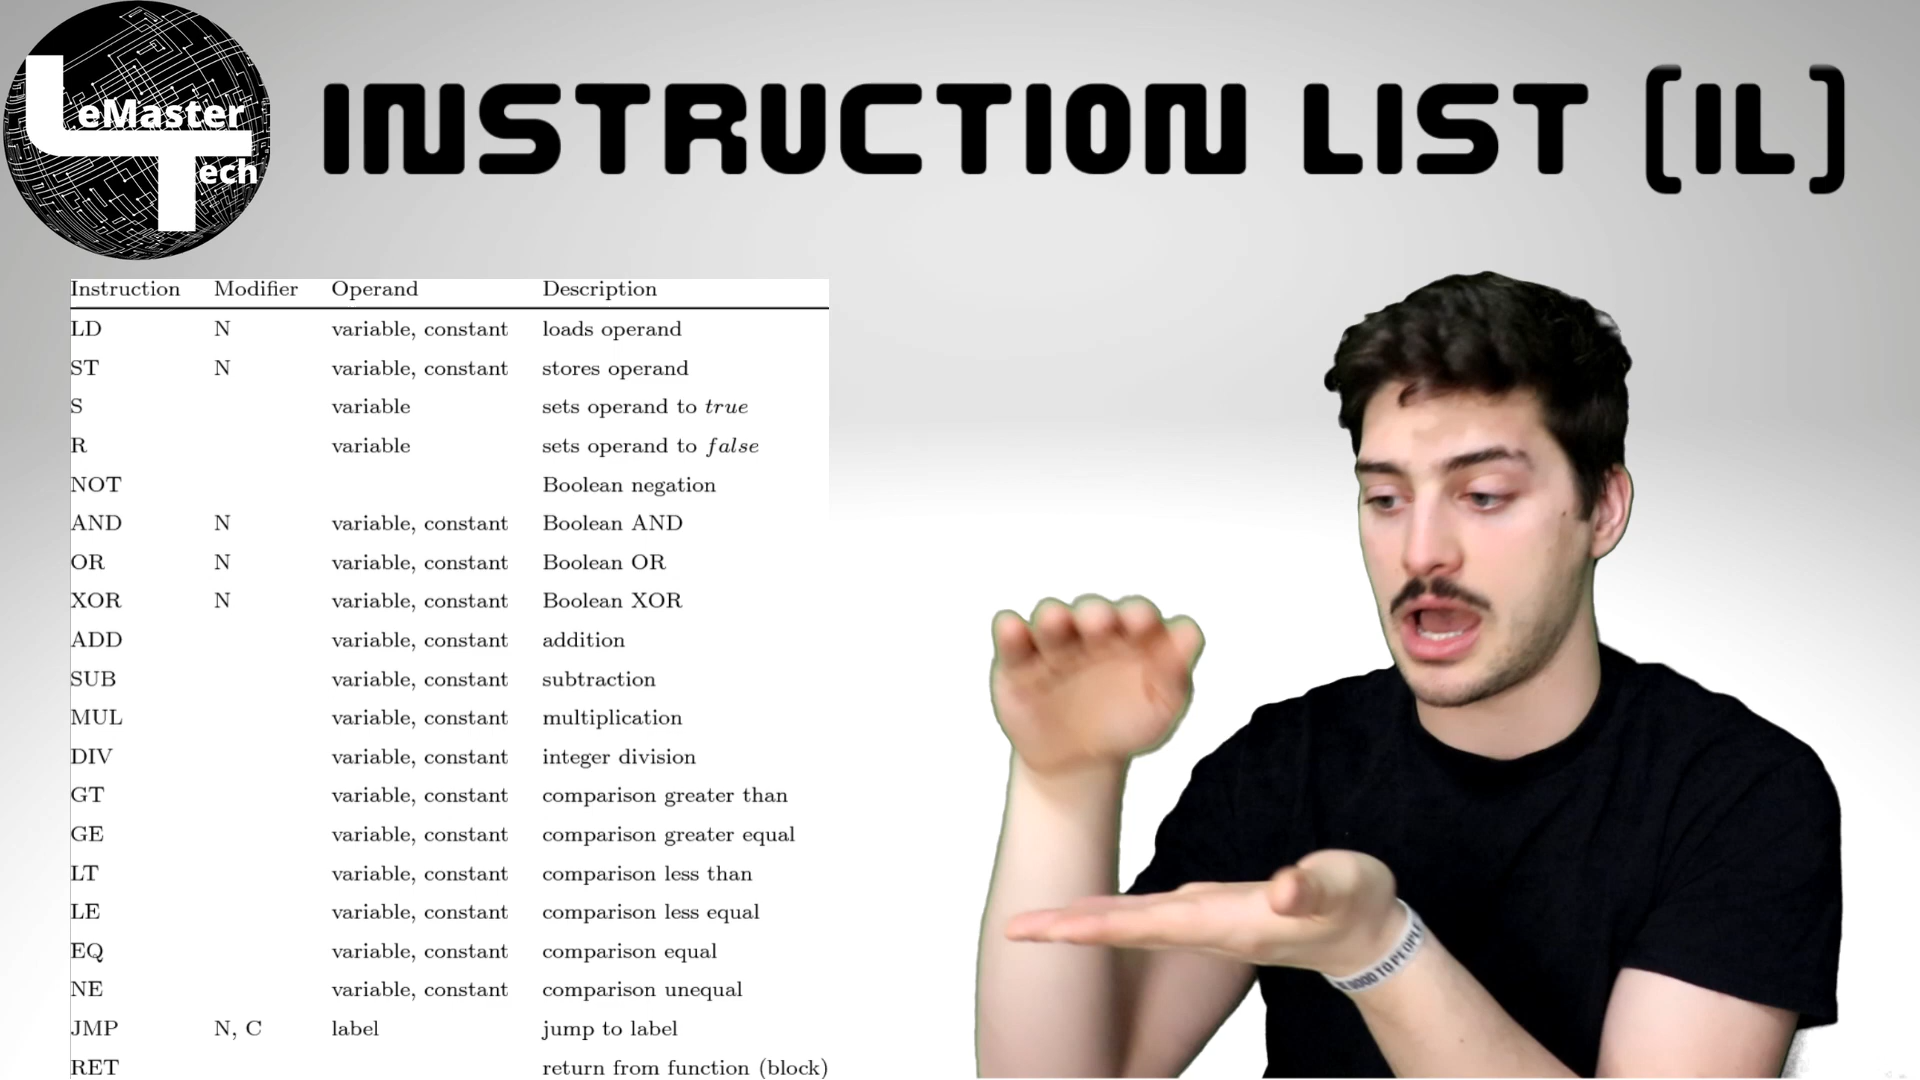 LeMaster
Tech
INSTRUCTION LIST (IL)
Instruction Modifier Operand Description
LD N variable, constant loads operand
ST N variable, constant stores operand
S variable sets operand to true
R variable sets operand to false
NOT Boolean negation
AND N variable, constant Boolean AND
OR N variable, constant Boolean OR
XOR N variable, constant Boolean XOR
ADD variable, constant addition
SUB variable, constant subtraction
MUL variable, constant multiplication
DIV variable, constant integer division
GT variable, constant comparison greater than
GE variable, constant comparison greater equal
LT variable, constant comparison less than
LE variable, constant comparison less equal
EQ variable, constant comparison equal
NE variable, constant comparison unequal
JMP N, C label jump to label
RET return from function (block)
TO PEOPLE